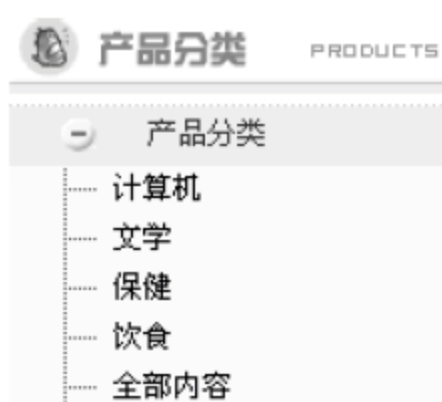 产品分类 PRODUCTS
产品分类
计算机
文学
保健
饮食
全部内容